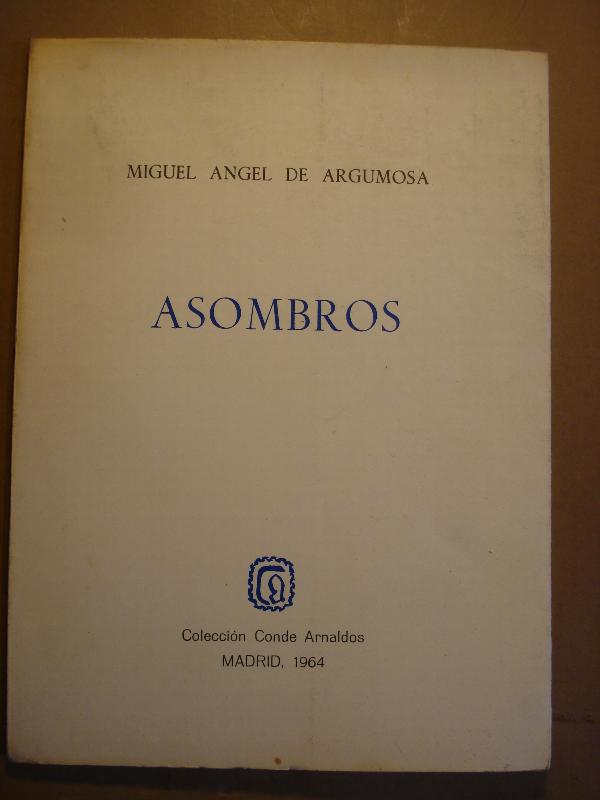 MIGUEL ANGEL DE ARGUMOSA
ASOMBROS
Colección Conde Arnaldos
MADRID, 1964